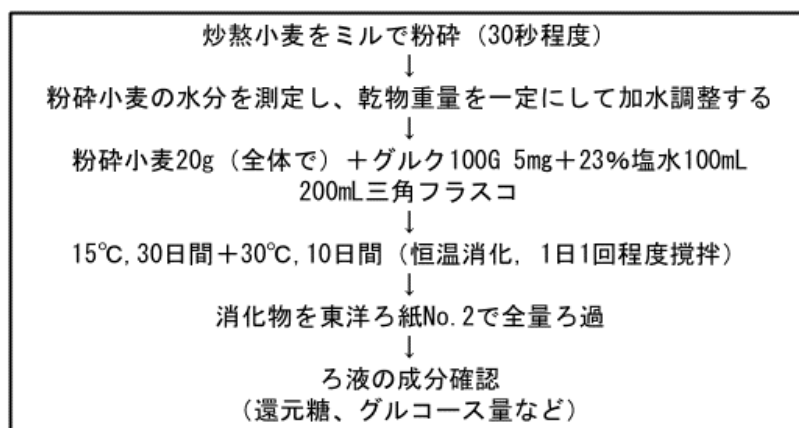 炒熬小麦をミルで粉砕（30秒程度）
↓
粉砕小麦の水分を測定し、乾物重量を一定にして加水調整する
↓
粉砕小麦20g（全体で）＋グルク100G 5mg＋23％塩水100mL
200mL三角フラスコ
↓
15℃,30日間＋30℃,10日間（恒温消化, 1日1回程度撹拌）
↓
消化物を東洋ろ紙No.2で全量ろ過
↓
ろ液の成分確認
（還元糖、グルコース量など）